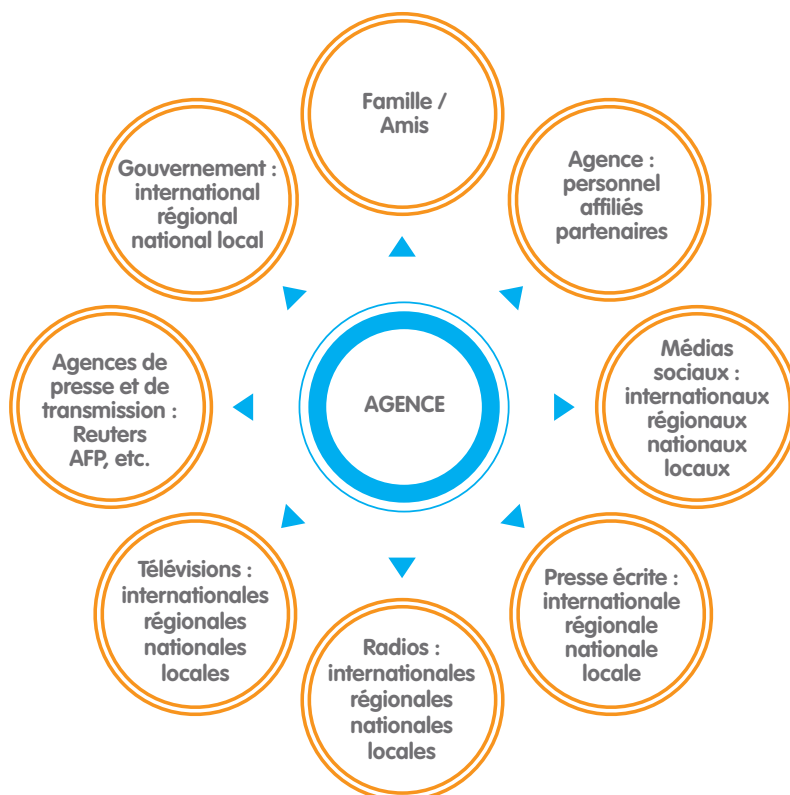 Famille /
Amis
Agence :
personnel
affiliés
partenaires
Médias
sociaux :
internationaux
régionaux
nationaux
locaux
Presse écrite :
internationale
régionale
nationale
locale
Radios :
internationales
régionales
nationales
locales
Télévisions :
internationales
régionales
nationales
locales
Agences de
presse et de
transmission :
Reuters
AFP, etc.
Gouvernement :
international
régional
national local
AGENCE